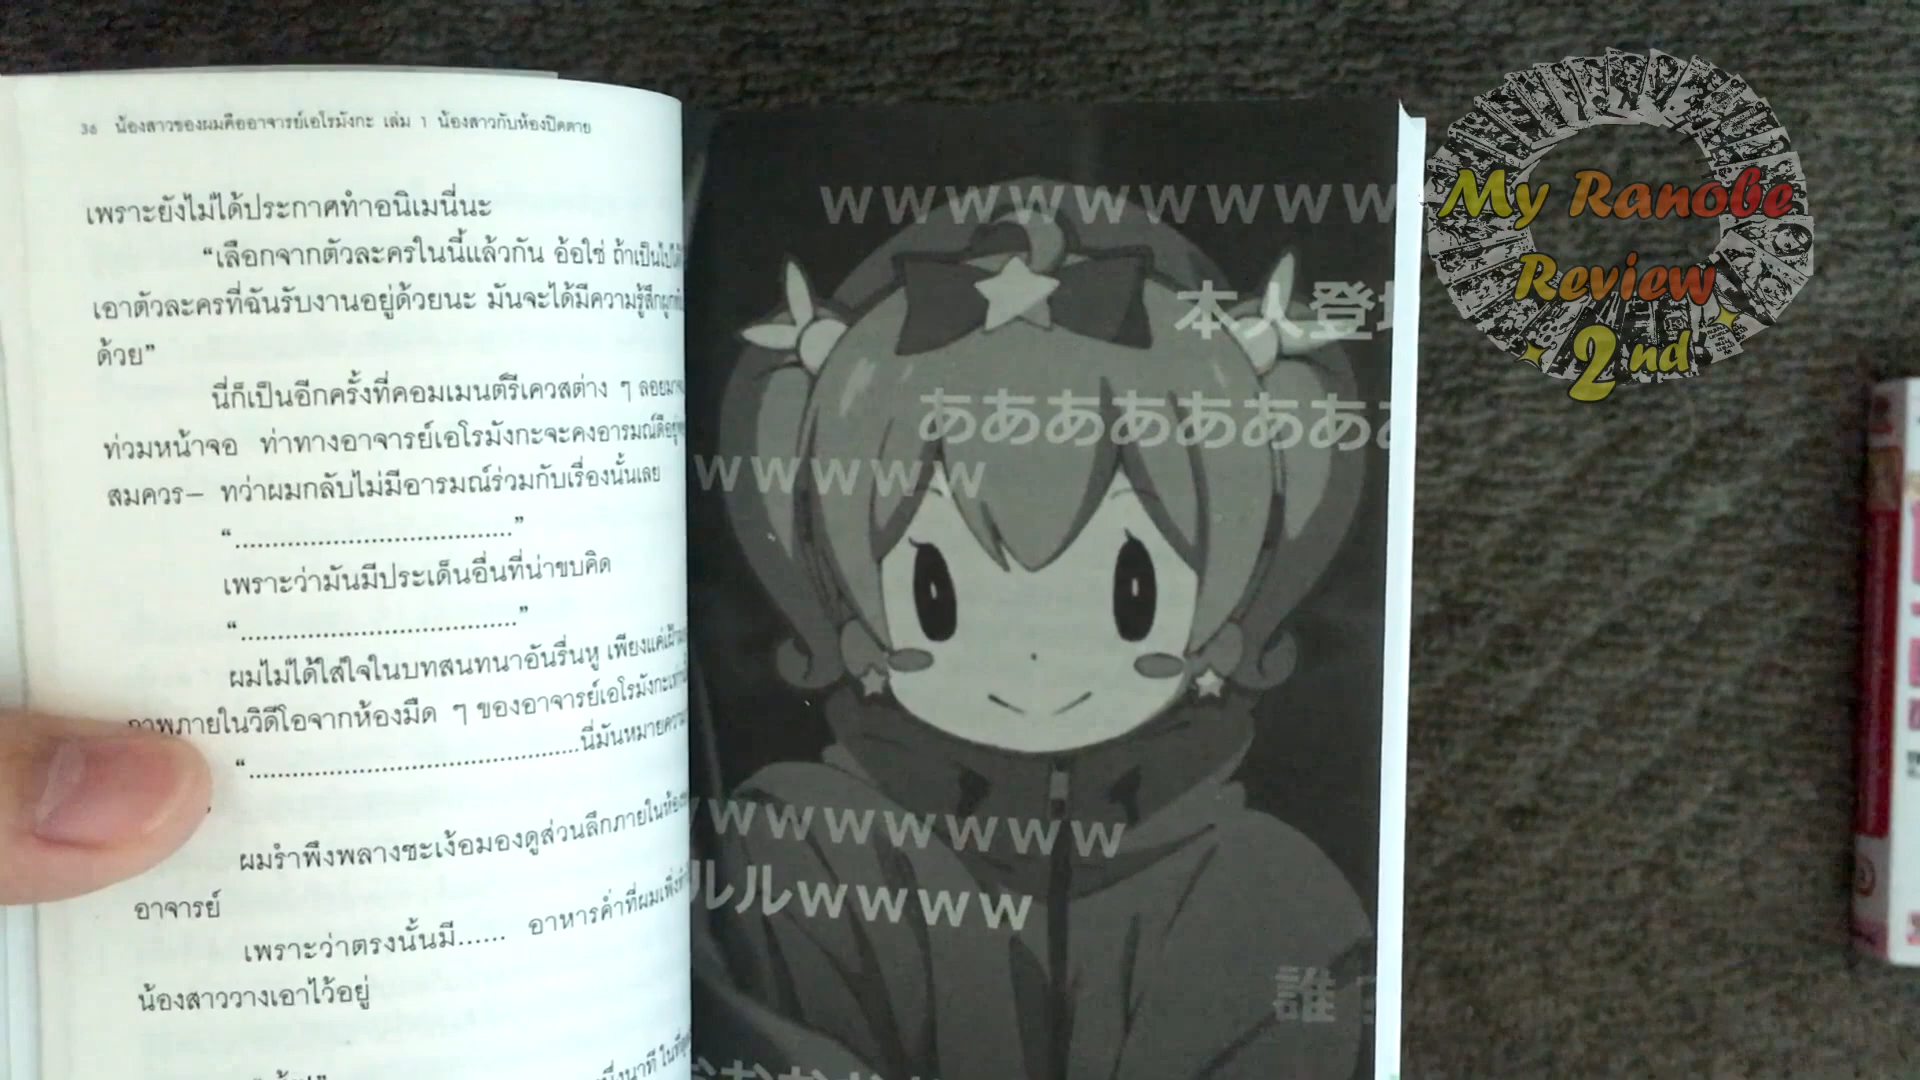 36 น้องสาวของผมคืออาจารย์เอโรมังกะ เล่ม 1 น้องสาวกับห้องปิดตาย
เพราะยังไม่ได้ประกาศทำอนิเมนี่นะ
“เลือกจากตัวละครในนี้แล้วกัน อ้อใช่ ถ้าเป็นไปได้
เอาตัวละครที่ฉันรับงานอยู่ด้วยนะ มันจะได้มีความรู้สึก
ด้วย”
นี่ก็เป็นอีกครั้งที่คอมเมนต์รีเควสต่าง ๆ ลอยมา
ท่วมหน้าจอ ท่าทางอาจารย์เอโรมังกะจะคงอารมณ์ดีอยู่
สมควร— ทว่าผมกลับไม่มีอารมณ์ร่วมกับเรื่องนั้นเลย
“.....................................”
เพราะว่ามันมีประเด็นอื่นที่น่าขบคิด
“.....................................”
ผมไม่ได้ใส่ใจในบทสนทนาอันรื่นหู เพียงแค่
ภาพภายในวิดีโอจากห้องมืด ๆ ของอาจารย์เอโรมังกะ
“.............................................นี่มันหมายความ
ผมรำพึงพลางชะเง้อมองดูส่วนลึกภายในห้อง
อาจารย์
เพราะว่าตรงนั้นมี...... อาหารค่ำที่ผมเพิ่ง
น้องสาววางเอาไว้อยู่
wwwwwwwww
本人登
ああああああああ
wwwww
wwwwwww
ルルwwww
誰
My Ranobe
Review
2nd